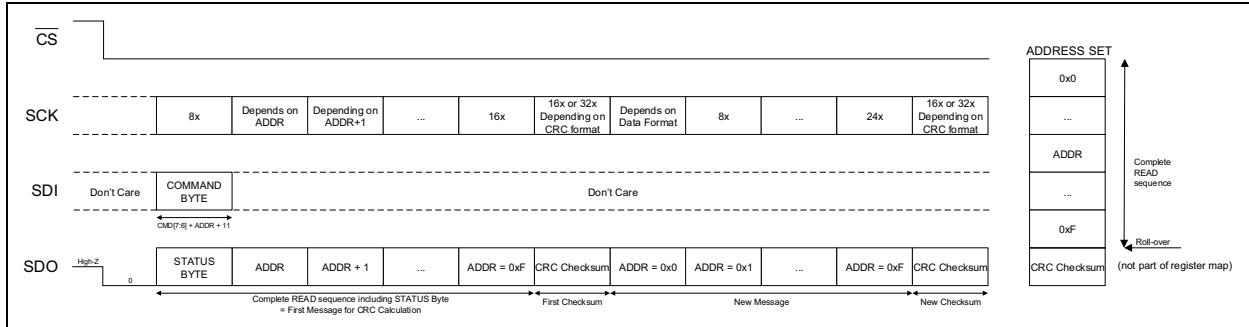 CS
SCK
8x
Depends on
ADDR
Depending on
ADDR+1
...
16x
16x or 32x
Depending on
CRC format
Depends on
Data Format
8x
...
24x
16x or 32x
Depending on
CRC format
SDI
Don't Care
COMMAND
BYTE
Don't Care
CMD[7:6] + ADDR + 11
SDO
High-Z
0
STATUS
BYTE
ADDR
ADDR + 1
...
ADDR = 0xF
CRC Checksum
ADDR = 0x0
ADDR = 0x1
...
ADDR = 0xF
CRC Checksum
Complete READ sequence including STATUS Byte
= First Message for CRC Calculation
First Checksum
New Message
New Checksum
ADDRESS SET
0x0
...
ADDR
...
0xF
CRC Checksum
Complete
READ
sequence
Roll-over
(not part of register map)